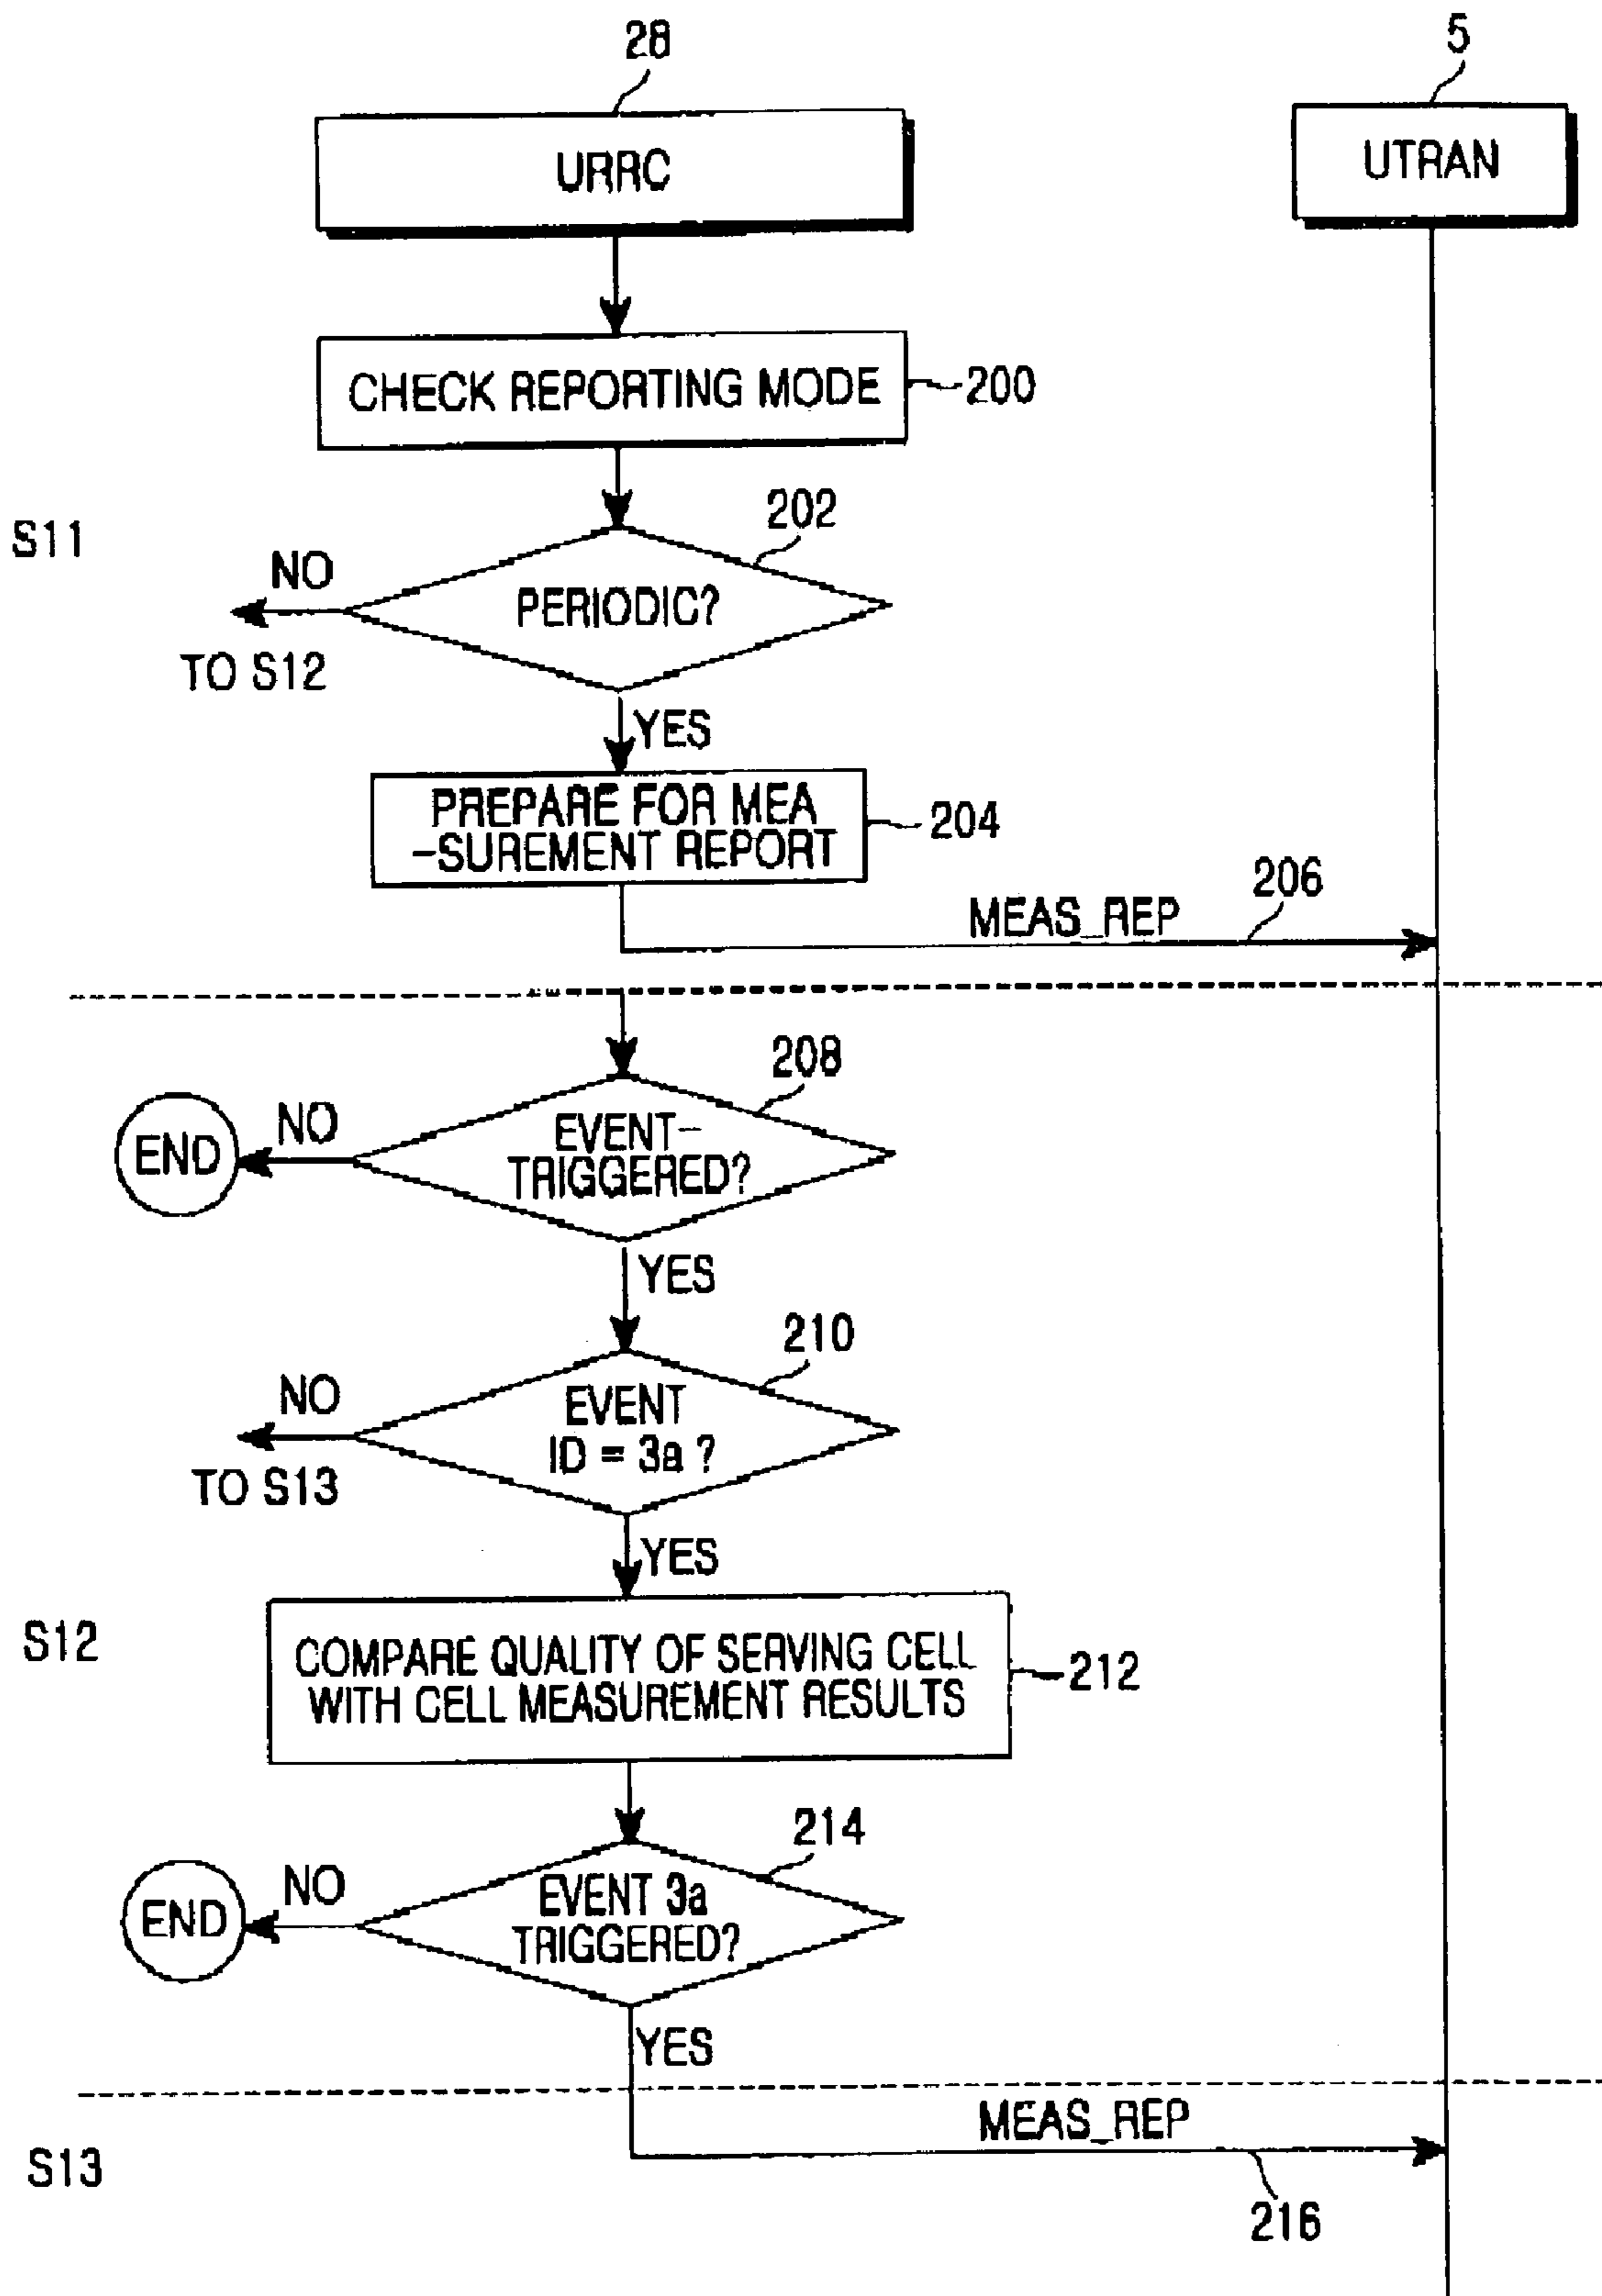 28
5
URRC
UTRAN
CHECK REPORTING MODE
200
202
S11
NO
PERIODIC?
TO S12
YES
PREPARE FOR MEA
-SUREMENT REPORT
204
206
MEAS_REP
208
NO
END
EVENT-
TRIGGERED?
YES
210
NO
EVENT
ID = 3a ?
TO S13
YES
S12
COMPARE QUALITY OF SERVING CELL
WITH CELL MEASUREMENT RESULTS
212
214
NO
END
EVENT 3a
TRIGGERED?
YES
MEAS_REP
S13
216